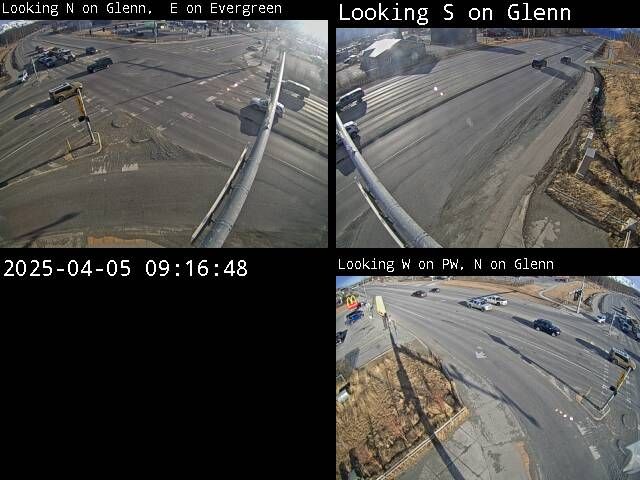 Looking N on Glenn,  E on Evergreen
Looking S on Glenn
2025-04-05 09:16:48
Looking W on PW, N on Glenn